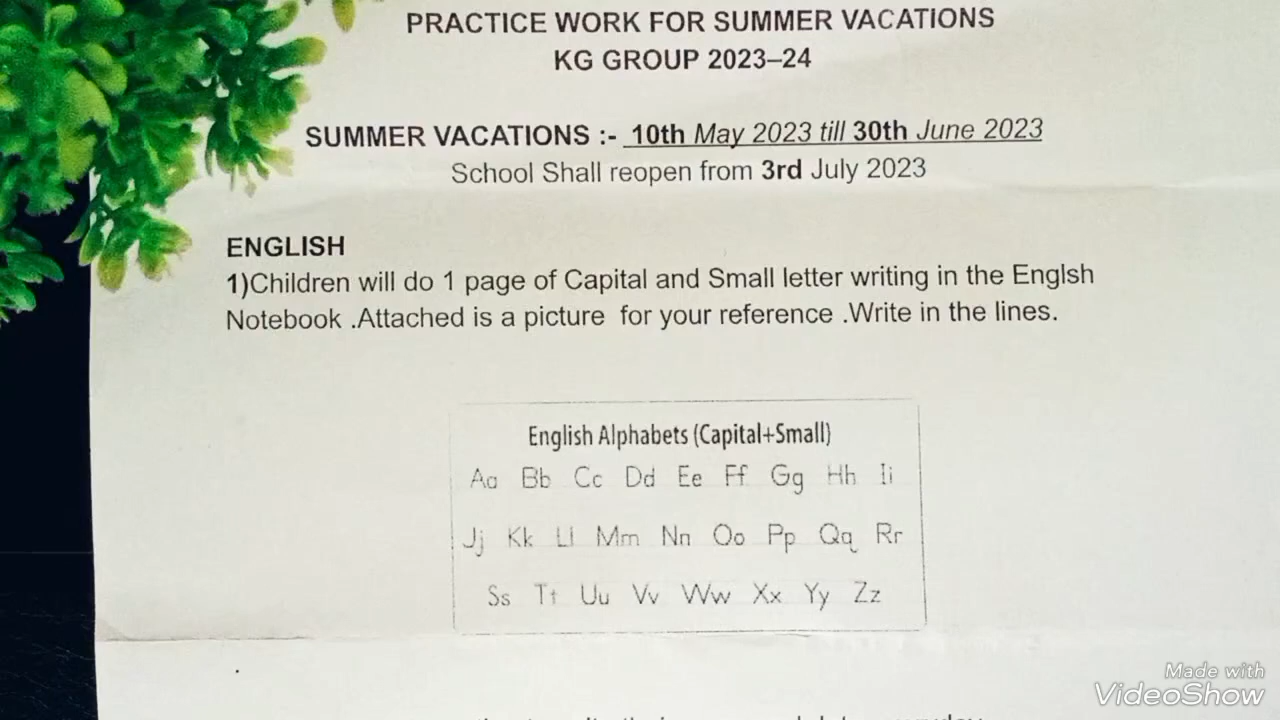 PRACTICE WORK FOR SUMMER VACATIONS
KG GROUP 2023–24
SUMMER VACATIONS :- 10th May 2023 till 30th June 2023
School Shall reopen from 3rd July 2023
ENGLISH
1)Children will do 1 page of Capital and Small letter writing in the Englsh
Notebook .Attached is a picture for your reference .Write in the lines.
English Alphabets (Capital+Small)
Aa Bb Cc Dd Ee Ff Gg Hh Ii
Jj Kk Ll Mm Nn Oo Pp Qq Rr
Ss Tt Uu Vv Ww Xx Yy Zz
Made with
VideoShow